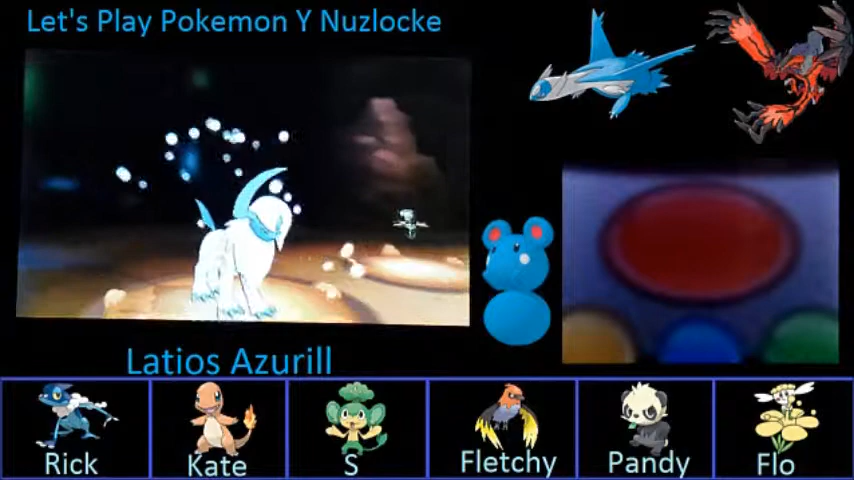 Let's Play Pokemon Y Nuzlocke
Latios Azurill
Rick
Kate
S
Fletchy
Pandy
Flo